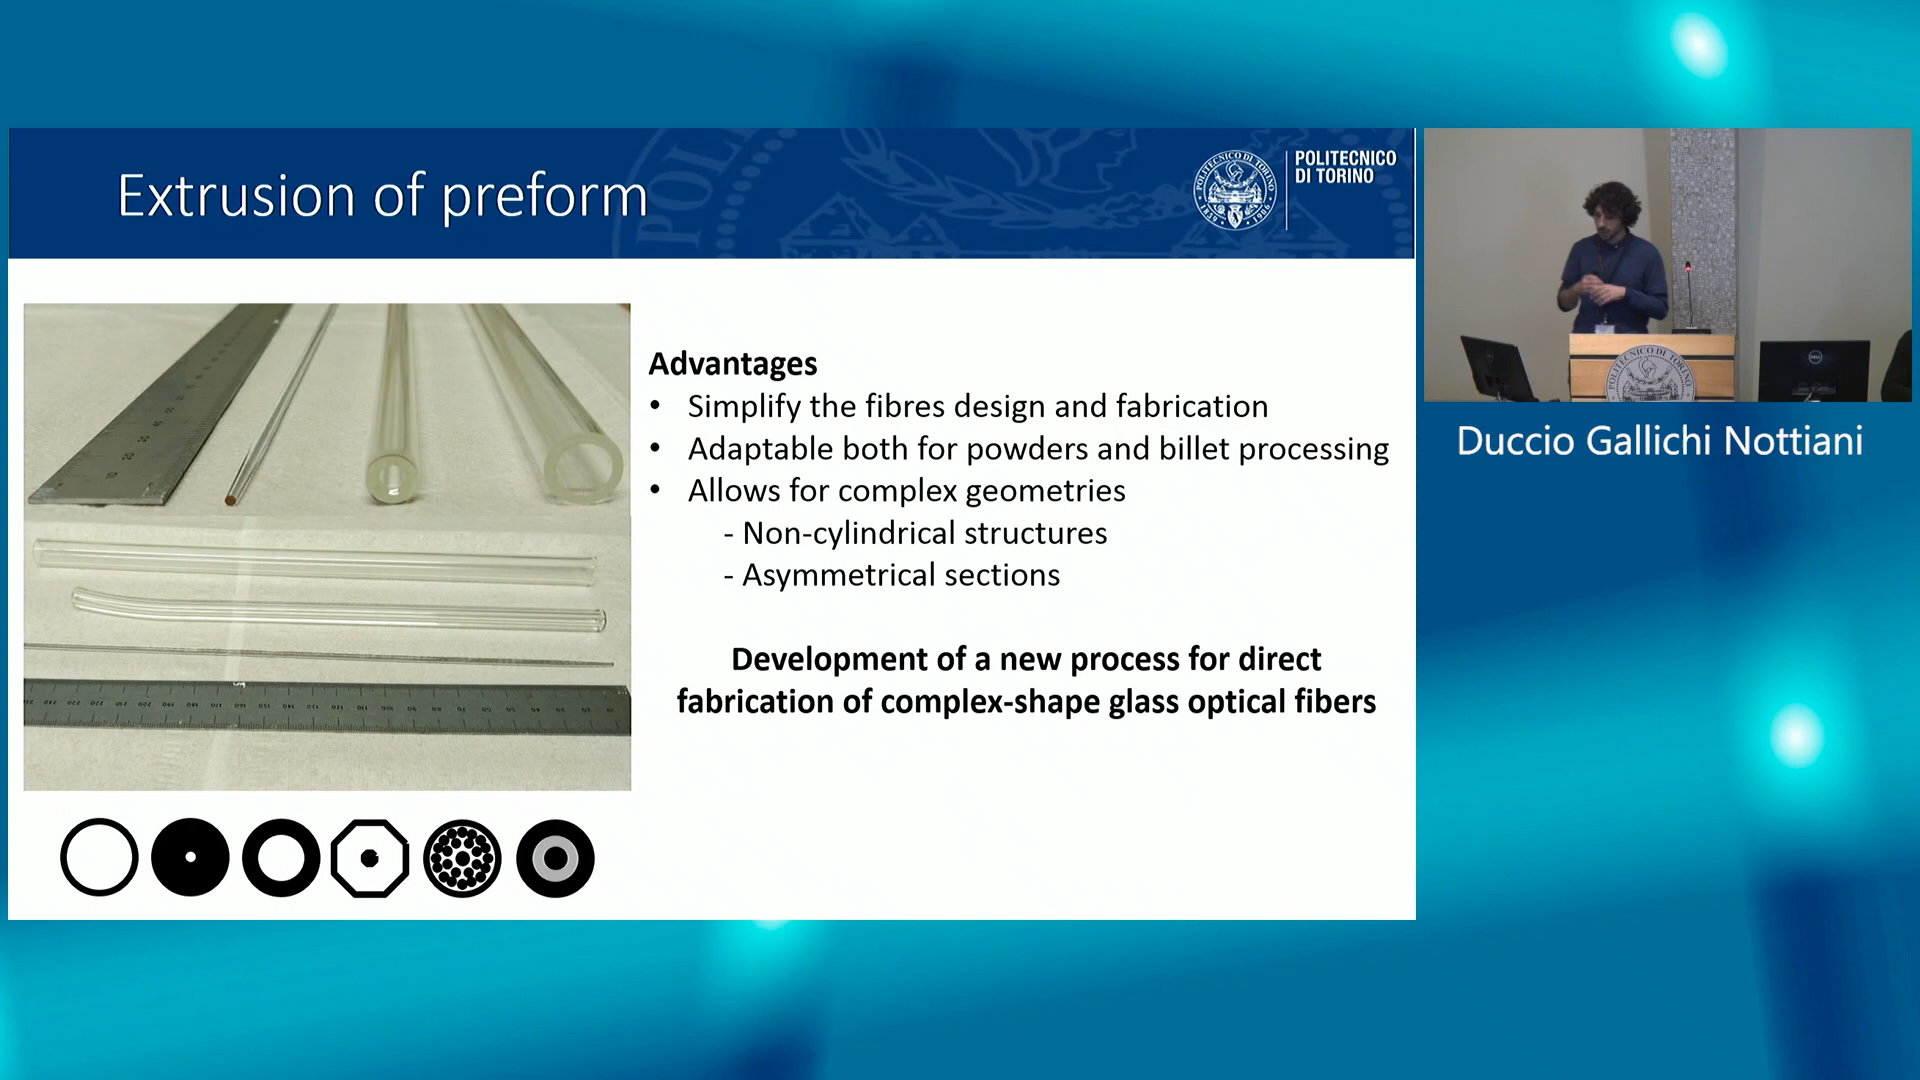 Extrusion of preform
POLITECNICO
DI TORINO
Advantages
• Simplify the fibres design and fabrication
• Adaptable both for powders and billet processing
• Allows for complex geometries
- Non-cylindrical structures
- Asymmetrical sections
Development of a new process for direct
fabrication of complex-shape glass optical fibers
Duccio Gallichi Nottiani